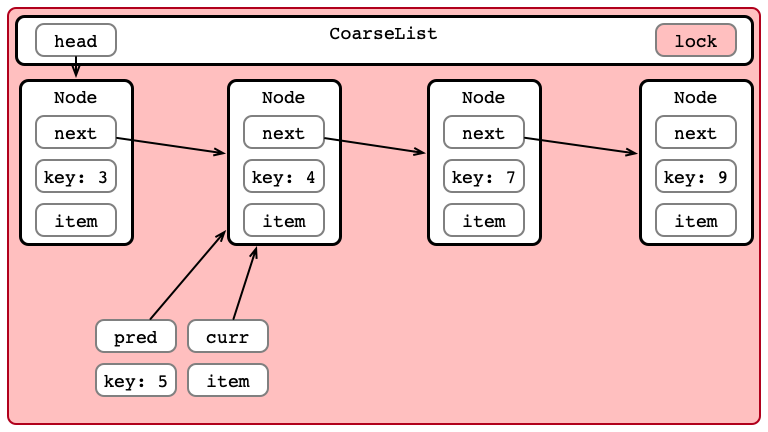 head CoarseList lock
Node Node Node Node
next next next next
key: 3 key: 4 key: 7 key: 9
item item item item
pred curr
key: 5 item